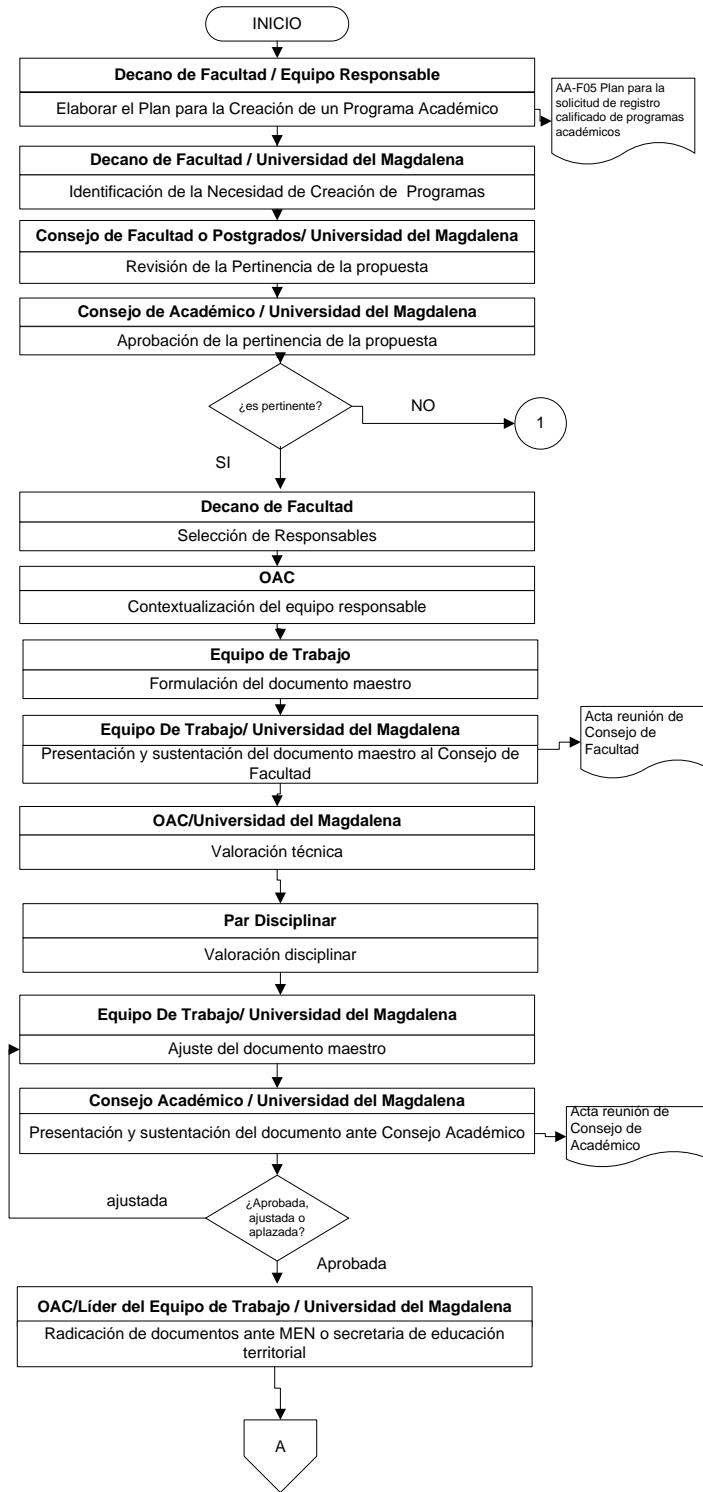 INICIO
Decano de Facultad / Equipo Responsable
Elaborar el Plan para la Creación de un Programa Académico
AA-F05 Plan para la
solicitud de registro
calificado de programas
académicos
Decano de Facultad / Universidad del Magdalena
Identificación de la Necesidad de Creación de Programas
Consejo de Facultad o Postgrados/ Universidad del Magdalena
Revisión de la Pertinencia de la propuesta
Consejo de Académico / Universidad del Magdalena
Aprobación de la pertinencia de la propuesta
¿es pertinente?
NO
1
SI
Decano de Facultad
Selección de Responsables
OAC
Contextualización del equipo responsable
Equipo de Trabajo
Formulación del documento maestro
Equipo De Trabajo/ Universidad del Magdalena
Presentación y sustentación del documento maestro al Consejo de
Facultad
Acta reunión de
Consejo de
Facultad
OAC/Universidad del Magdalena
Valoración técnica
Par Disciplinar
Valoración disciplinar
Equipo De Trabajo/ Universidad del Magdalena
Ajuste del documento maestro
Consejo Académico / Universidad del Magdalena
Presentación y sustentación del documento ante Consejo Académico
Acta reunión de
Consejo de
Académico
ajustada
¿Aprobada,
ajustada o
aplazada?
Aprobada
OAC/Líder del Equipo de Trabajo / Universidad del Magdalena
Radicación de documentos ante MEN o secretaria de educación
territorial
A